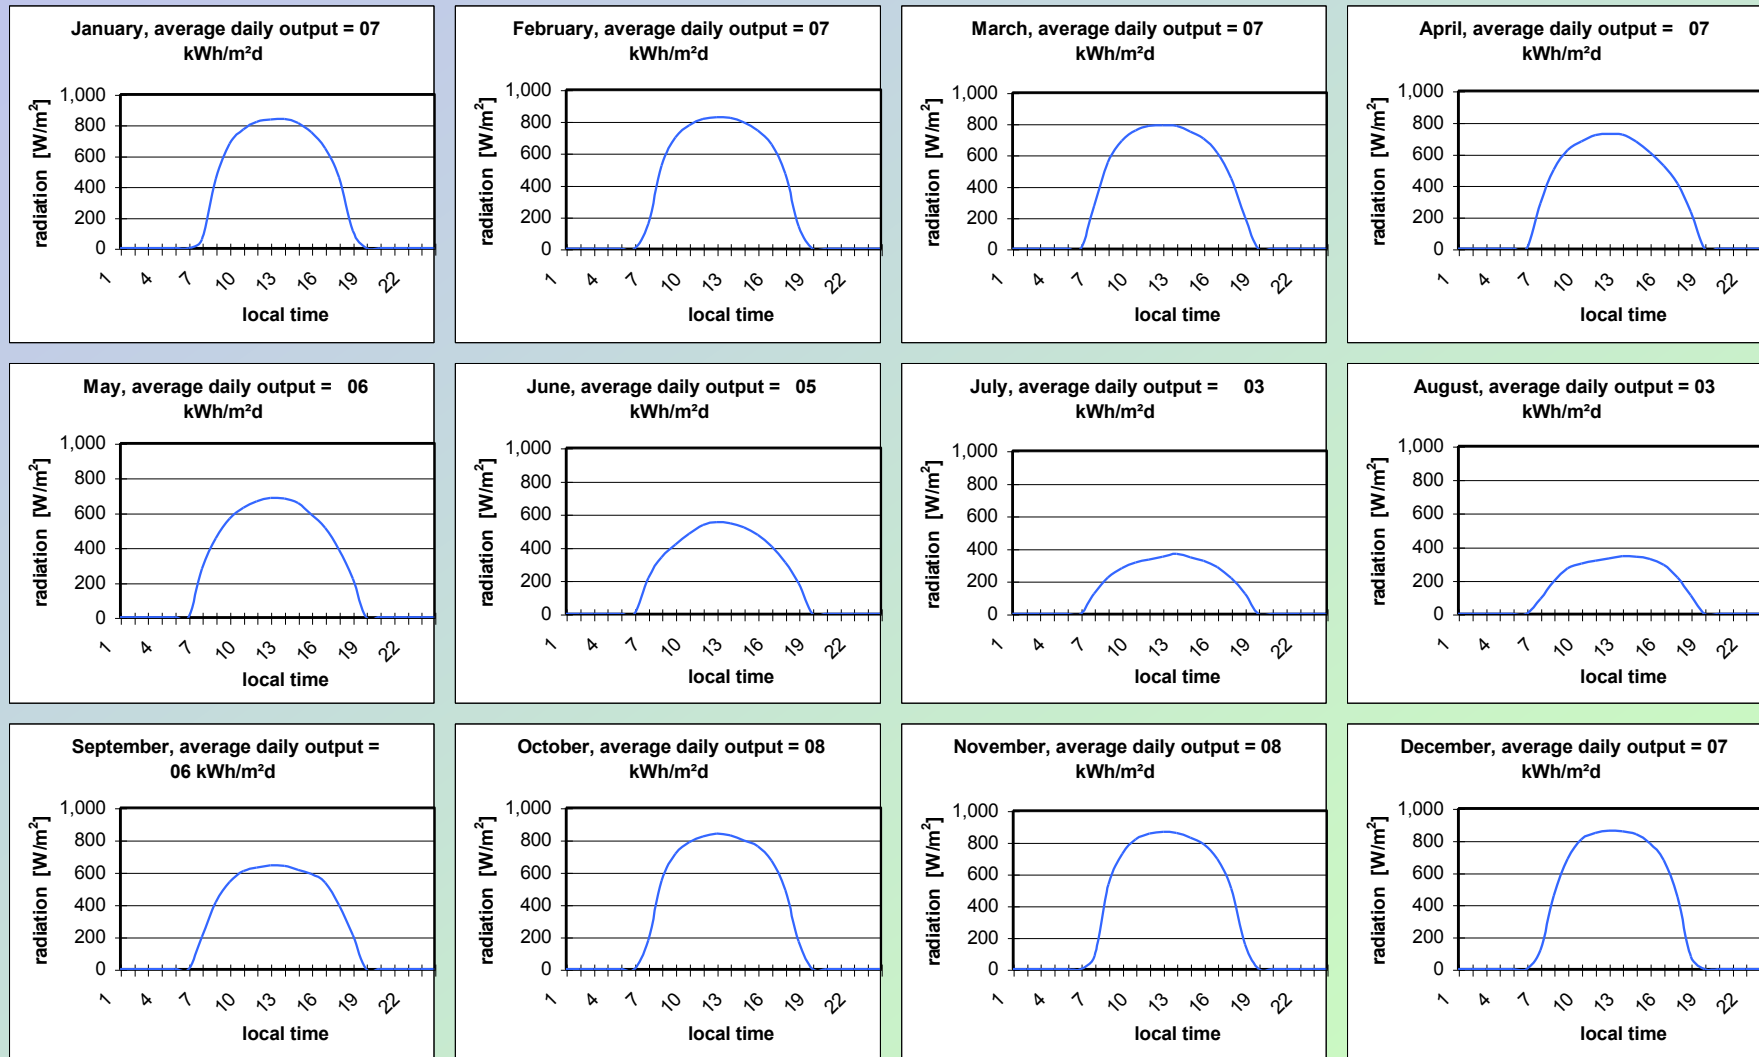 January, average daily output = 07
kWh/m²d
1,000
800
600
400
200
0
radiation [W/m²]
1 4 7 10 13 16 19 22
local time
February, average daily output = 07
kWh/m²d
1,000
800
600
400
200
0
radiation [W/m²]
1 4 7 10 13 16 19 22
local time
March, average daily output = 07
kWh/m²d
1,000
800
600
400
200
0
radiation [W/m²]
1 4 7 10 13 16 19 22
local time
April, average daily output = 07
kWh/m²d
1,000
800
600
400
200
0
radiation [W/m²]
1 4 7 10 13 16 19 22
local time
May, average daily output = 06
kWh/m²d
1,000
800
600
400
200
0
radiation [W/m²]
1 4 7 10 13 16 19 22
local time
June, average daily output = 05
kWh/m²d
1,000
800
600
400
200
0
radiation [W/m²]
1 4 7 10 13 16 19 22
local time
July, average daily output = 03
kWh/m²d
1,000
800
600
400
200
0
radiation [W/m²]
1 4 7 10 13 16 19 22
local time
August, average daily output = 03
kWh/m²d
1,000
800
600
400
200
0
radiation [W/m²]
1 4 7 10 13 16 19 22
local time
September, average daily output =
06 kWh/m²d
1,000
800
600
400
200
0
radiation [W/m²]
1 4 7 10 13 16 19 22
local time
October, average daily output = 08
kWh/m²d
1,000
800
600
400
200
0
radiation [W/m²]
1 4 7 10 13 16 19 22
local time
November, average daily output = 08
kWh/m²d
1,000
800
600
400
200
0
radiation [W/m²]
1 4 7 10 13 16 19 22
local time
December, average daily output = 07
kWh/m²d
1,000
800
600
400
200
0
radiation [W/m²]
1 4 7 10 13 16 19 22
local time